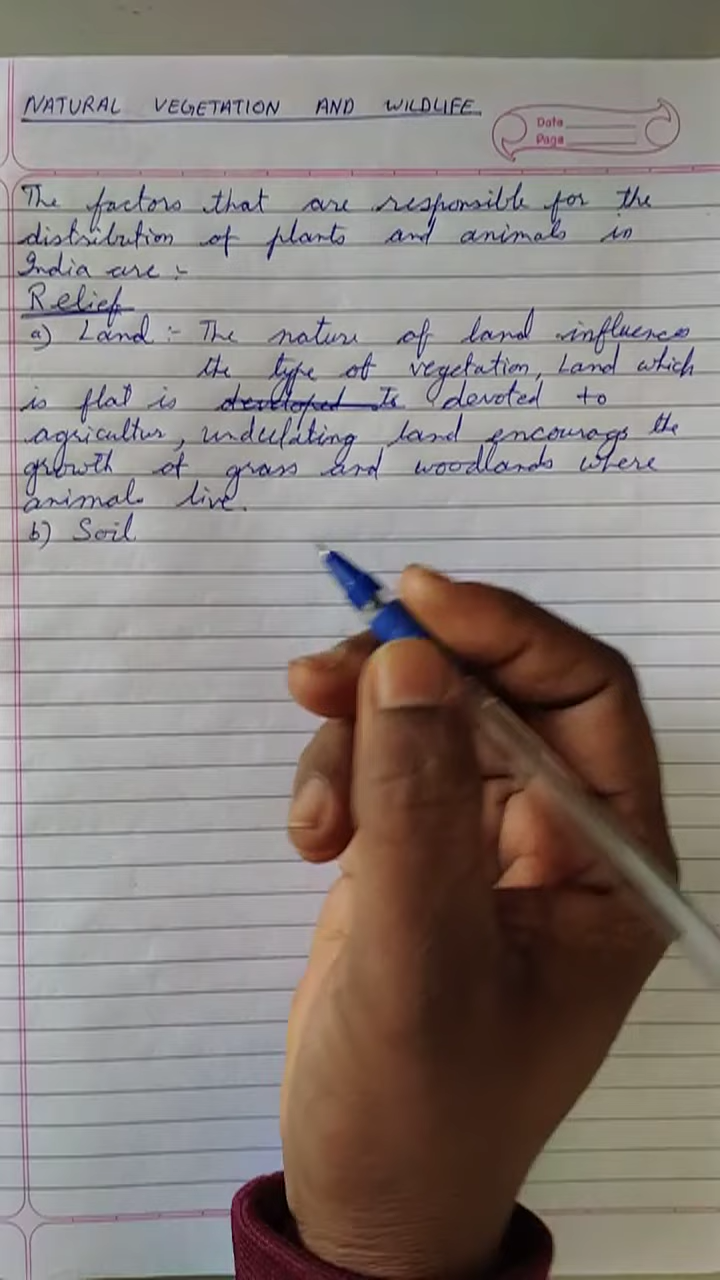 NATURAL VEGETATION AND WILDLIFE
Date
Page
The factors that are responsible for the
distribution of plants and animals in
India are :-
Relief
a) Land :- The nature of land influences
the type of vegetation, Land which
is flat is developed Is devoted to
agricultur, undulating land encourags the
growth of grass and woodlands where
animals live.
b) Soil